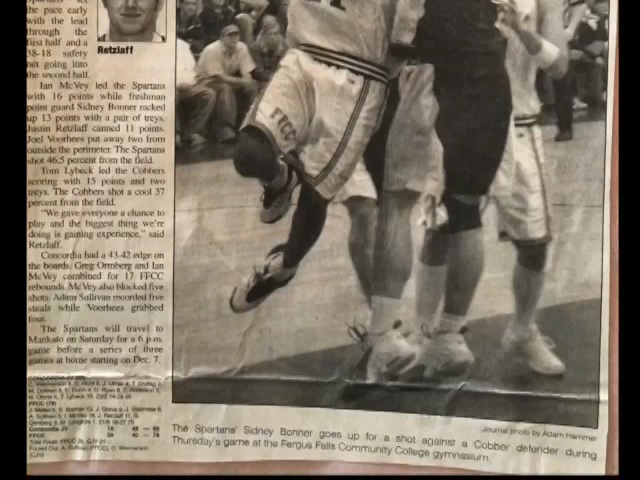 the pace early
with the lead
through the
first half and a
38-18 safety
net going into
the second half.
Retzlaff
Ian McVey led the Spartans
with 16 points while freshman
point guard Sidney Bonner racked
up 13 points with a pair of treys.
Justin Retzlaff canned 11 points.
Joel Voorhees put away two from
outside the perimeter. The Spartans
shot 46.5 percent from the field.
Tom Lybeck led the Cobbers
scoring with 15 points and two
treys. The Cobbers shot a cool 37
percent from the field.
"We gave everyone a chance to
play and the biggest thing we're
doing is gaining experience," said
Retzlaff.
Concordia had a 43-42 edge on
the boards. Greg Ormberg and Ian
McVey combined for 17 FFCC
rebounds. McVey also blocked five
shots. Adam Sullivan recorded five
steals while Voorhees grabbed
four.
The Spartans will travel to
Mankato on Saturday for a 6 p.m.
game before a series of three
games at home starting on Dec. 7.
FFCC
Journal photo by Adam Hammer
The Spartans' Sidney Bonner goes up for a shot against a Cobber defender during
Thursday's game at the Fergus Falls Community College gymnasium.